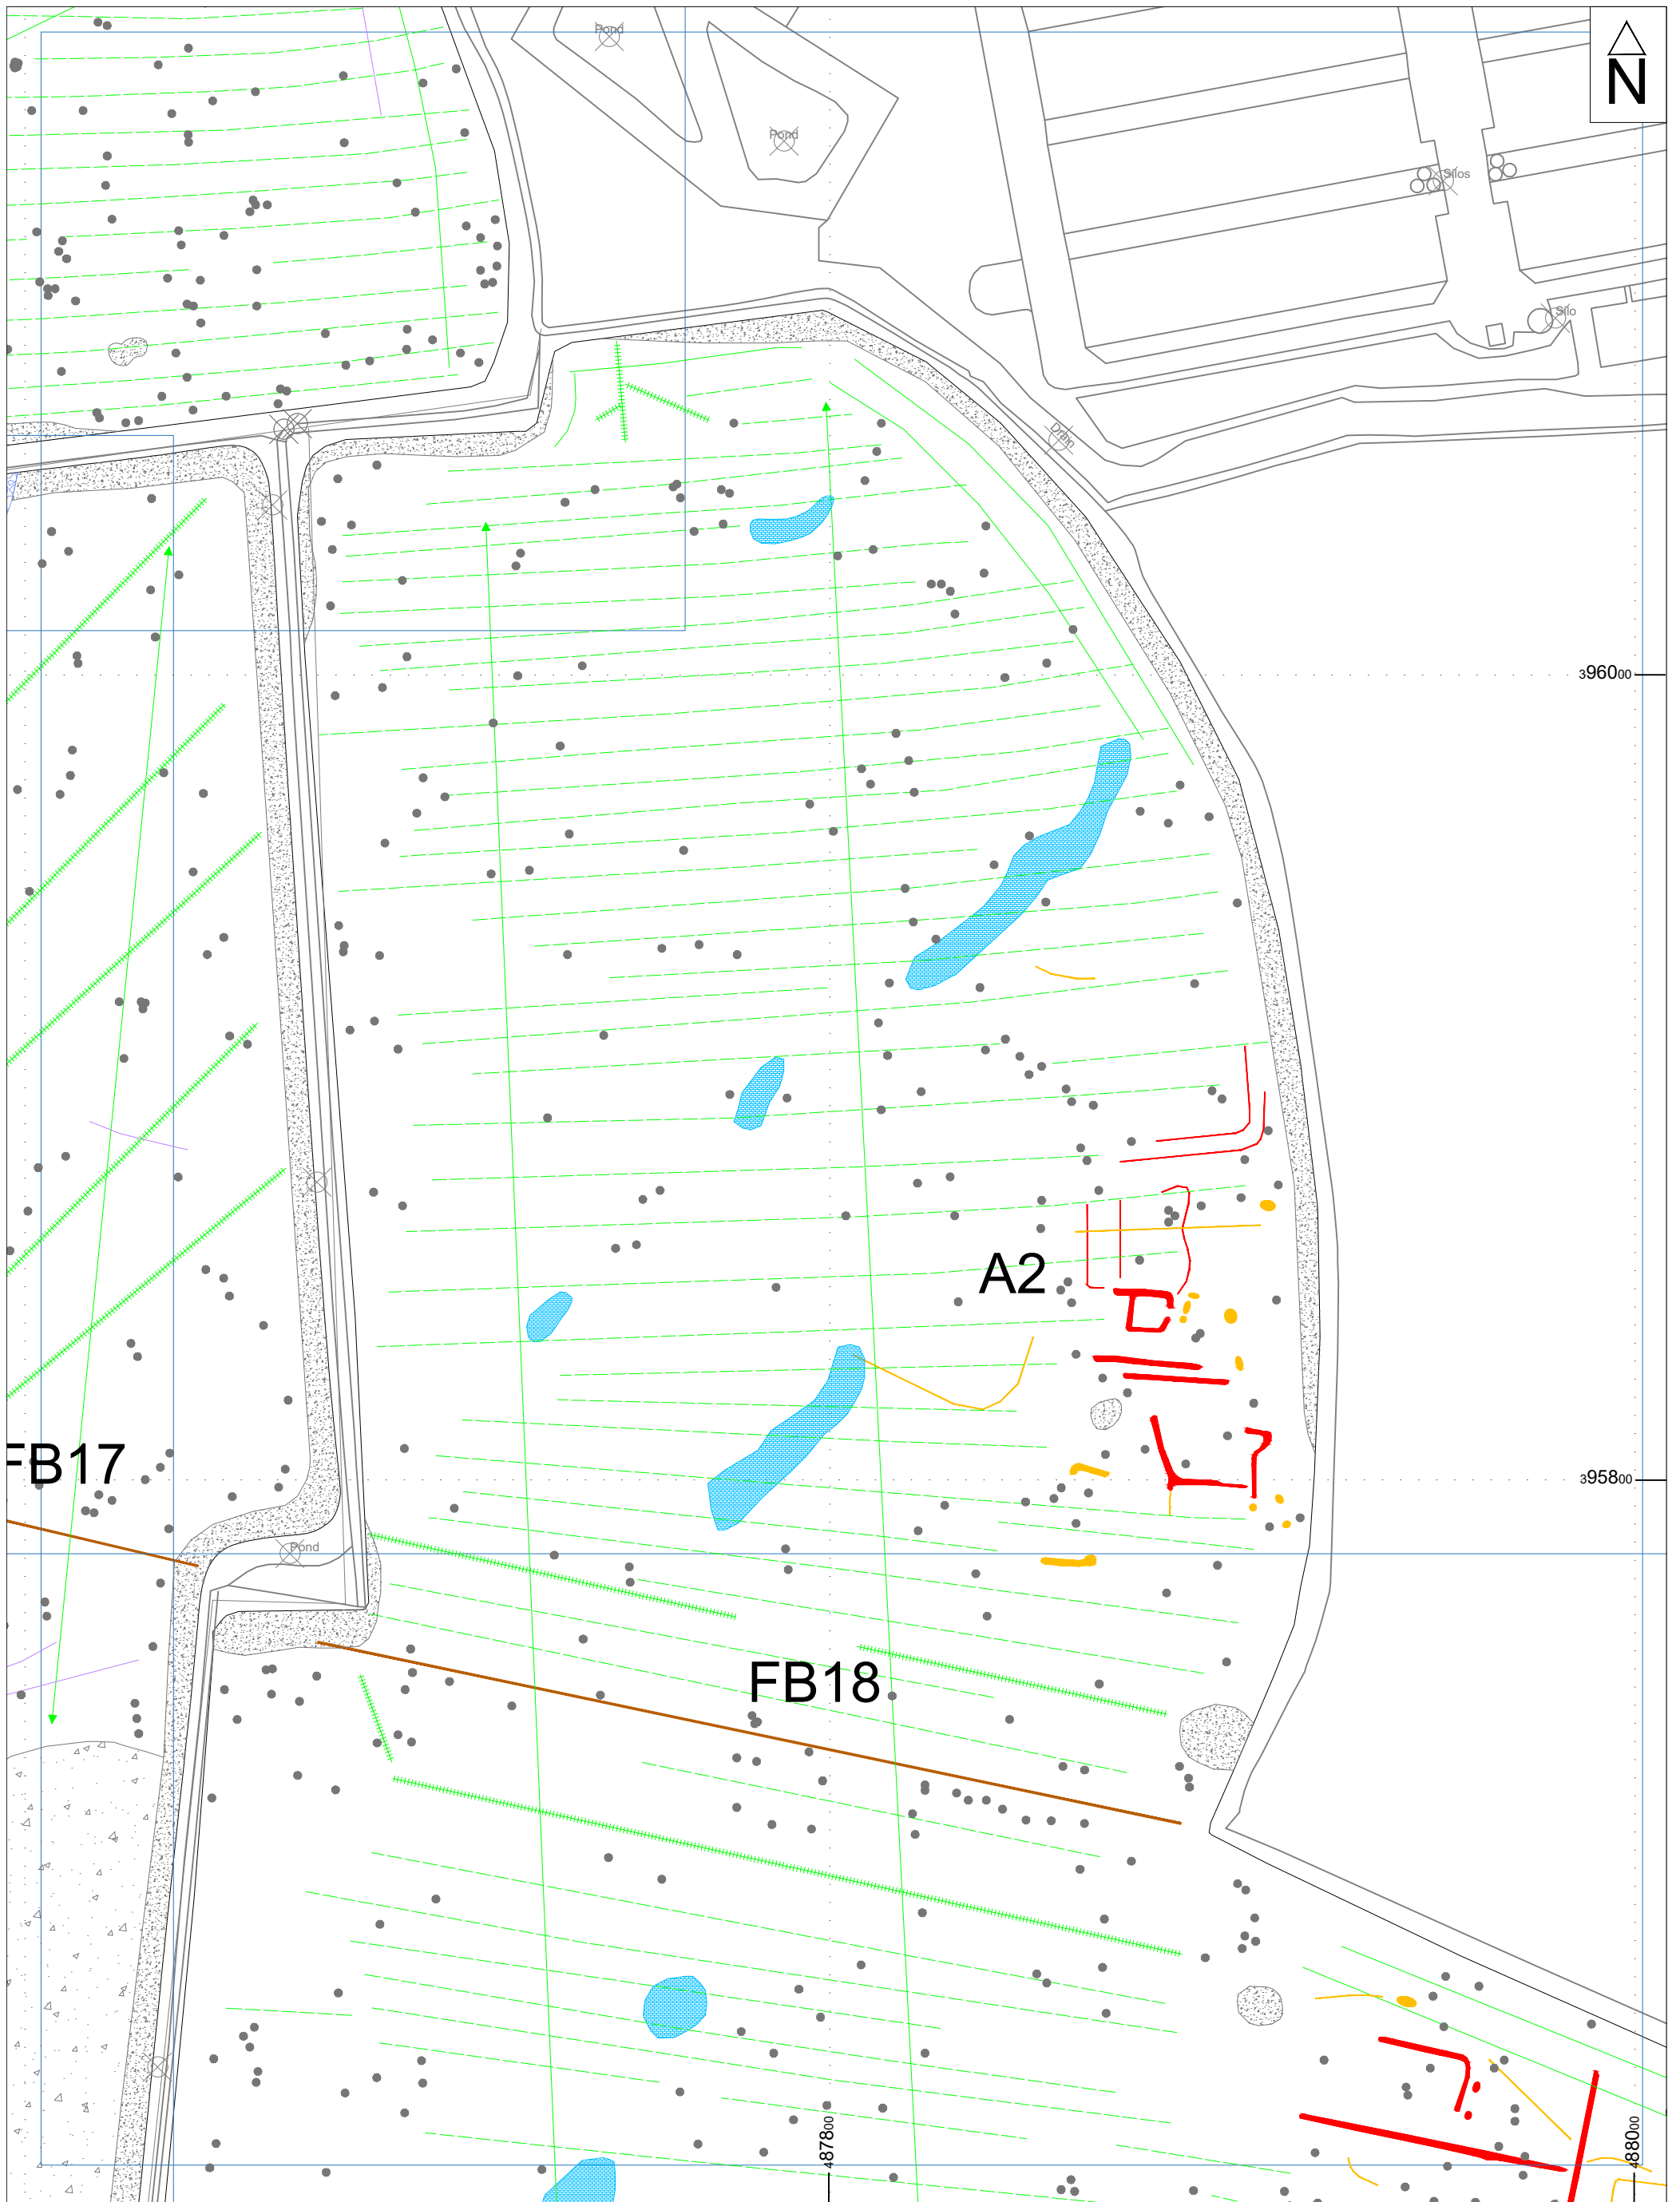 Pond
N
Pond
Silos
Silo
Drain
396000
A2
FB17
395800
Pond
FB18
487800
488000